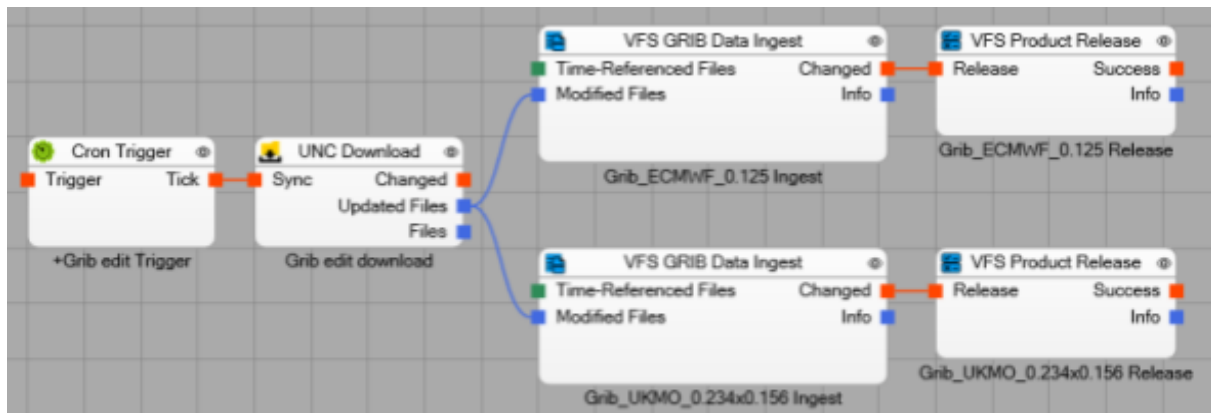 VFS GRIB Data Ingest
Time-Referenced Files Changed
Modified Files Info
Grib_ECMWF_0.125 Ingest
VFS Product Release
Release Success
Info
Grib_ECMWF_0.125 Release
Cron Trigger
Trigger Tick
+Grib edit Trigger
UNC Download
Sync Changed
Updated Files
Files
Grib edit download
VFS GRIB Data Ingest
Time-Referenced Files Changed
Modified Files Info
Grib_UKMO_0.234x0.156 Ingest
VFS Product Release
Release Success
Info
Grib_UKMO_0.234x0.156 Release